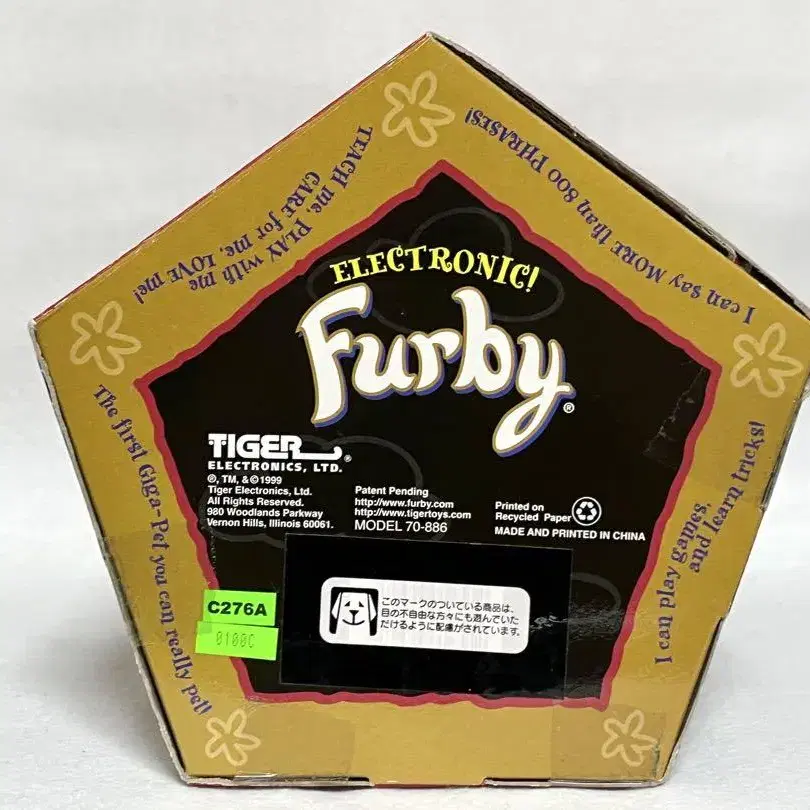 TEACH me, PLAY with me
CARE for me, LOVE me!
I can say MORE than 800 PHRASES!
ELECTRONIC!
Furby®
TIGER®
ELECTRONICS, LTD.
℗, TM, & © 1999
Tiger Electronics, Ltd.
All Rights Reserved.
980 Woodlands Parkway
Vernon Hills, Illinois 60061.
Patent Pending
http://www.furby.com
http://www.tigertoys.com
MODEL 70-886
Printed on
Recycled Paper
MADE AND PRINTED IN CHINA
The first Giga-Pet you can really pet!
I can play games,
and learn tricks!
C276A
0100C
このマークのついている商品は、
目の不自由な方々にも遊んでいた
だけるように配慮がされています。